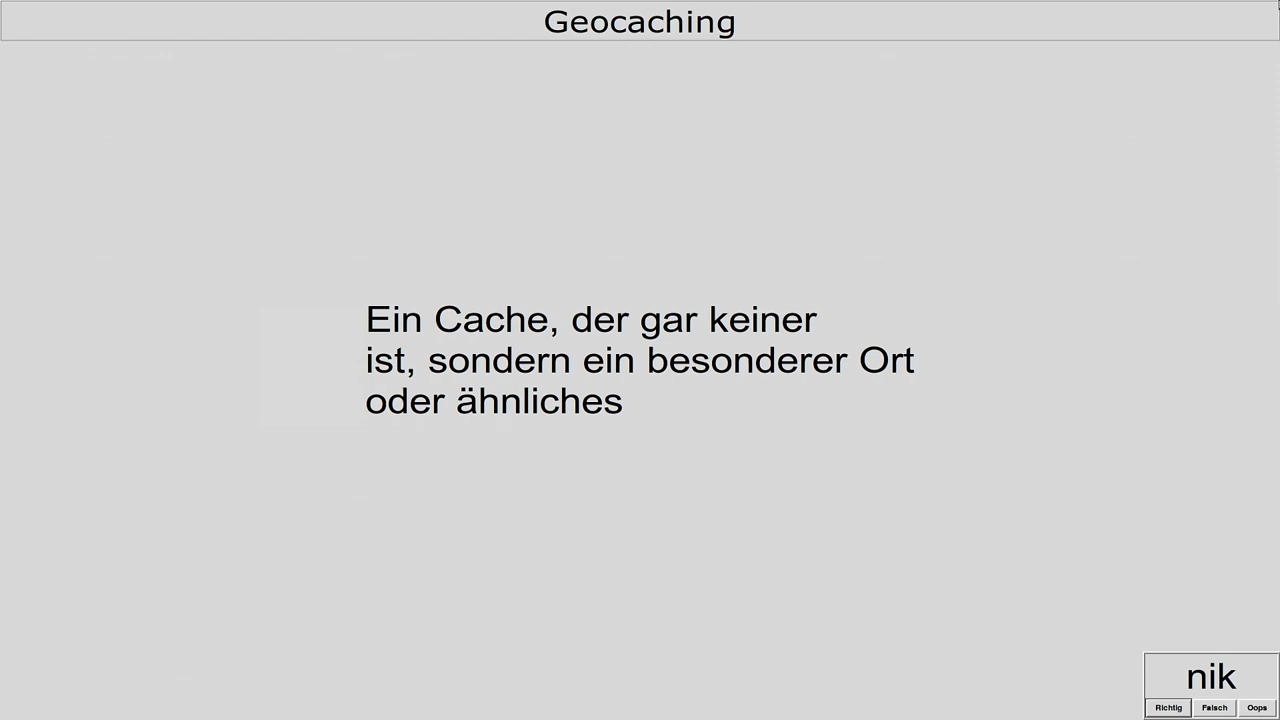 Geocaching
Ein Cache, der gar keiner
ist, sondern ein besonderer Ort
oder ähnliches
nik
Richtig Falsch Oops